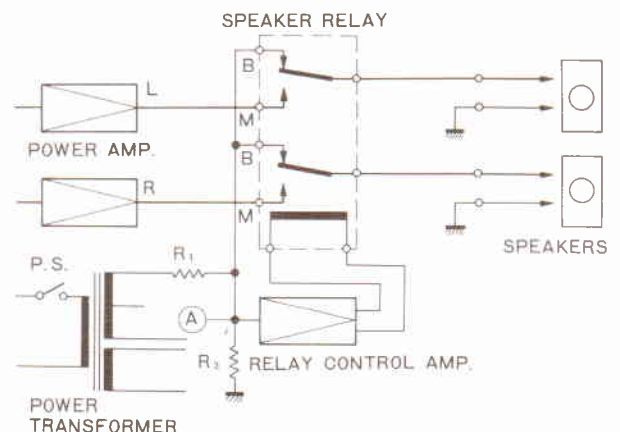 SPEAKER RELAY
B
L
M
POWER AMP.
B
R
M
SPEAKERS
P.S.
R₁
A
R₂
RELAY CONTROL AMP.
POWER
TRANSFORMER